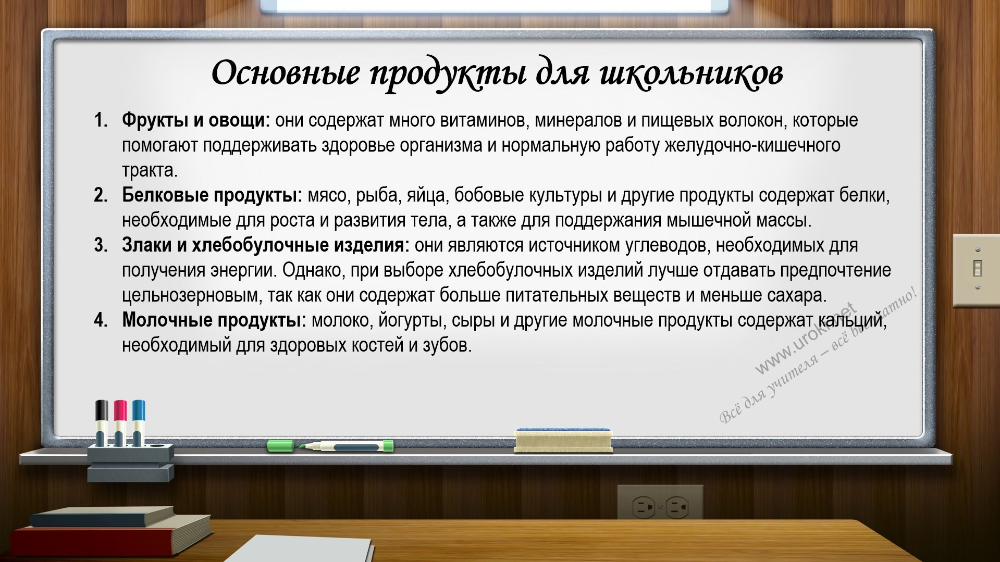 Основные продукты для школьников
1. Фрукты и овощи: они содержат много витаминов, минералов и пищевых волокон, которые
помогают поддерживать здоровье организма и нормальную работу желудочно-кишечного
тракта.
2. Белковые продукты: мясо, рыба, яйца, бобовые культуры и другие продукты содержат белки,
необходимые для роста и развития тела, а также для поддержания мышечной массы.
3. Злаки и хлебобулочные изделия: они являются источником углеводов, необходимых для
получения энергии. Однако, при выборе хлебобулочных изделий лучше отдавать предпочтение
цельнозерновым, так как они содержат больше питательных веществ и меньше сахара.
4. Молочные продукты: молоко, йогурты, сыры и другие молочные продукты содержат кальций,
необходимый для здоровых костей и зубов.
www.uroki.net
Всё для учителя – всё бесплатно!